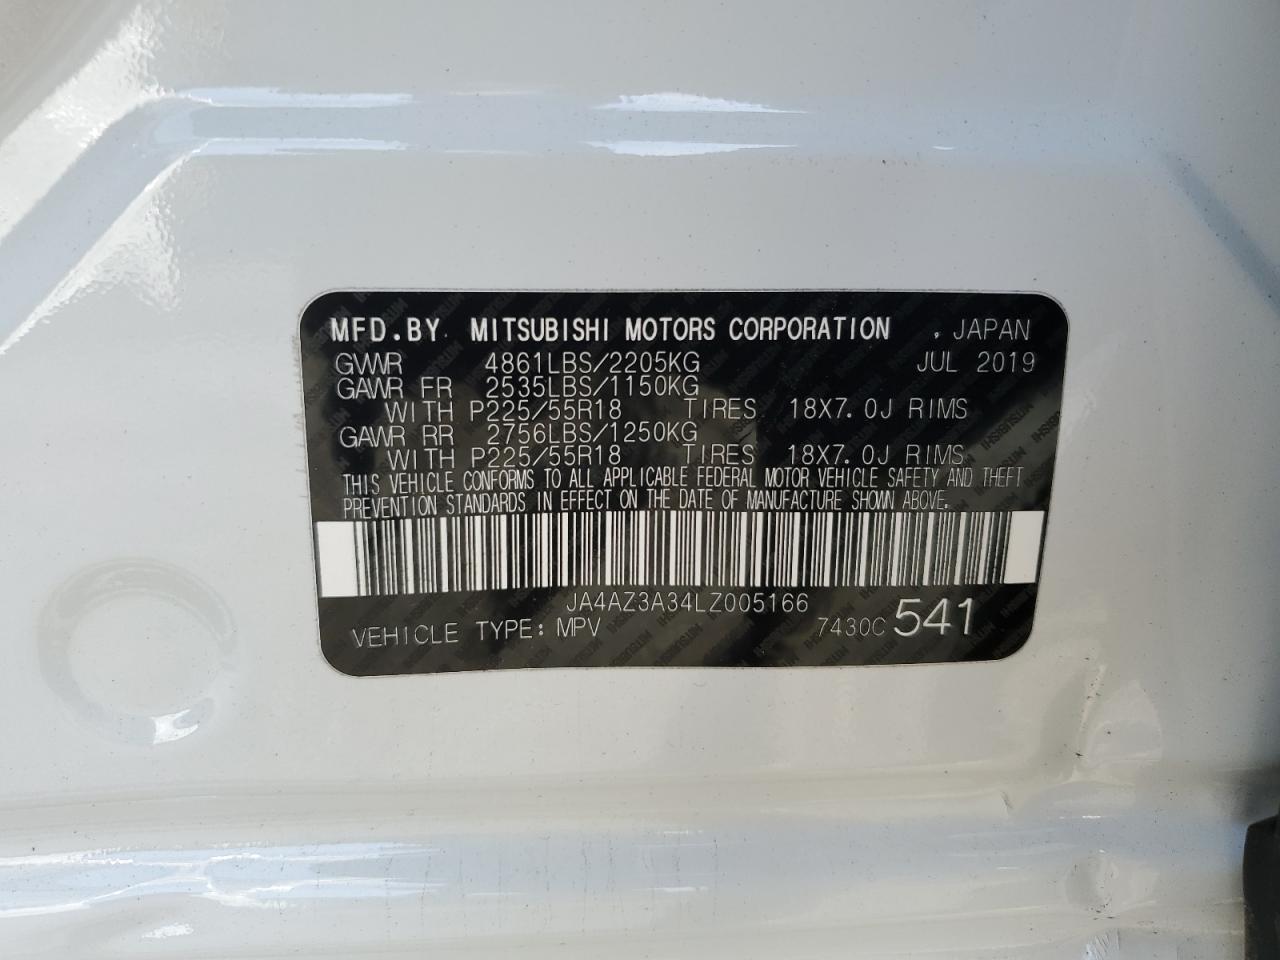 MFD.BY MITSUBISHI MOTORS CORPORATION , JAPAN
GVWR 4861LBS/2205KG JUL 2019
GAWR FR 2535LBS/1150KG
WITH P225/55R18 TIRES 18X7.0J RIMS
GAWR RR 2756LBS/1250KG
WITH P225/55R18 TIRES 18X7.0J RIMS
THIS VEHICLE CONFORMS TO ALL APPLICABLE FEDERAL MOTOR VEHICLE SAFETY AND THEFT
PREVENTION STANDARDS IN EFFECT ON THE DATE OF MANUFACTURE SHOWN ABOVE.
JA4AZ3A34LZ005166
VEHICLE TYPE: MPV 7430C 541